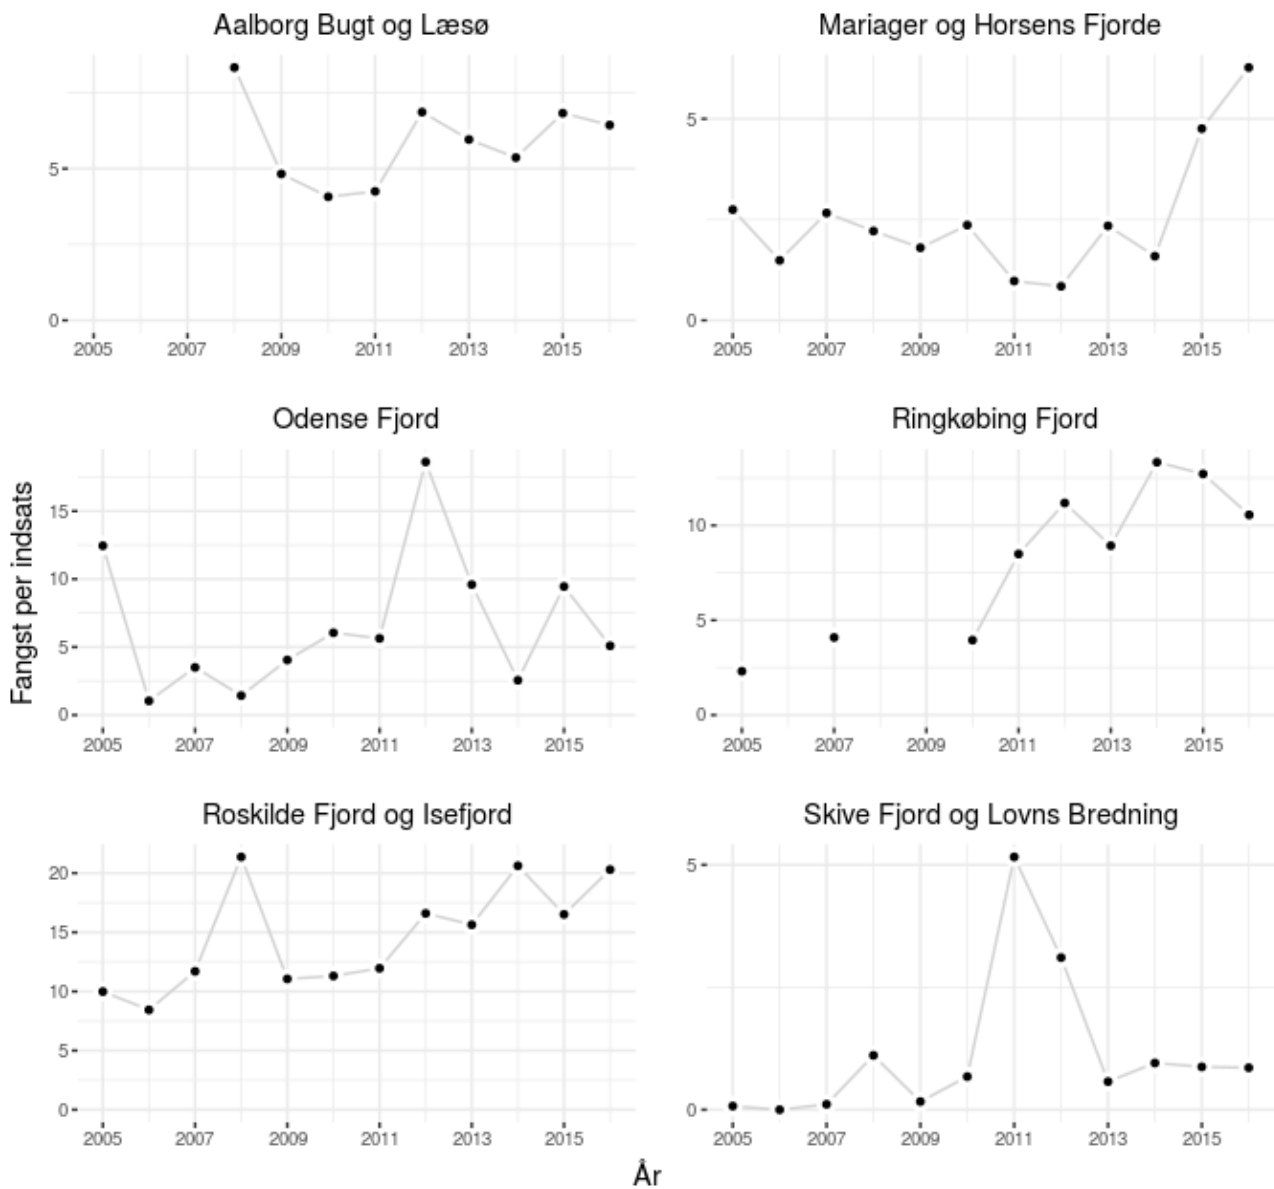 Aalborg Bugt og Læsø
5
0
2005 2007 2009 2011 2013 2015
Mariager og Horsens Fjorde
5
0
2005 2007 2009 2011 2013 2015
Fangst per indsats
Odense Fjord
15
10
5
0
2005 2007 2009 2011 2013 2015
Ringkøbing Fjord
10
5
0
2005 2007 2009 2011 2013 2015
Roskilde Fjord og Isefjord
20
15
10
5
0
2005 2007 2009 2011 2013 2015
Skive Fjord og Lovns Bredning
5
0
2005 2007 2009 2011 2013 2015
År